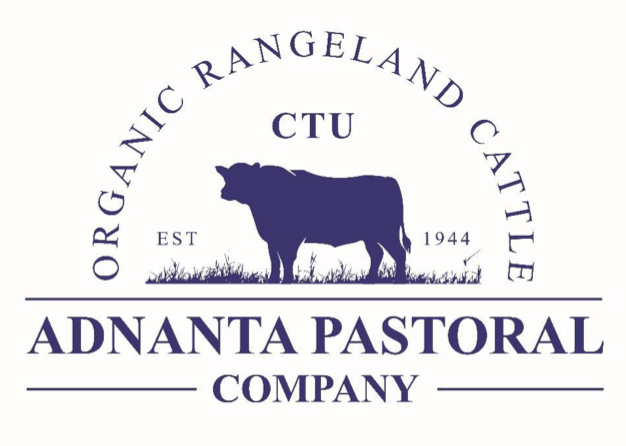 ORGANIC RANGELAND CATTLE
CTU
EST 1944
ADNANTA PASTORAL
COMPANY